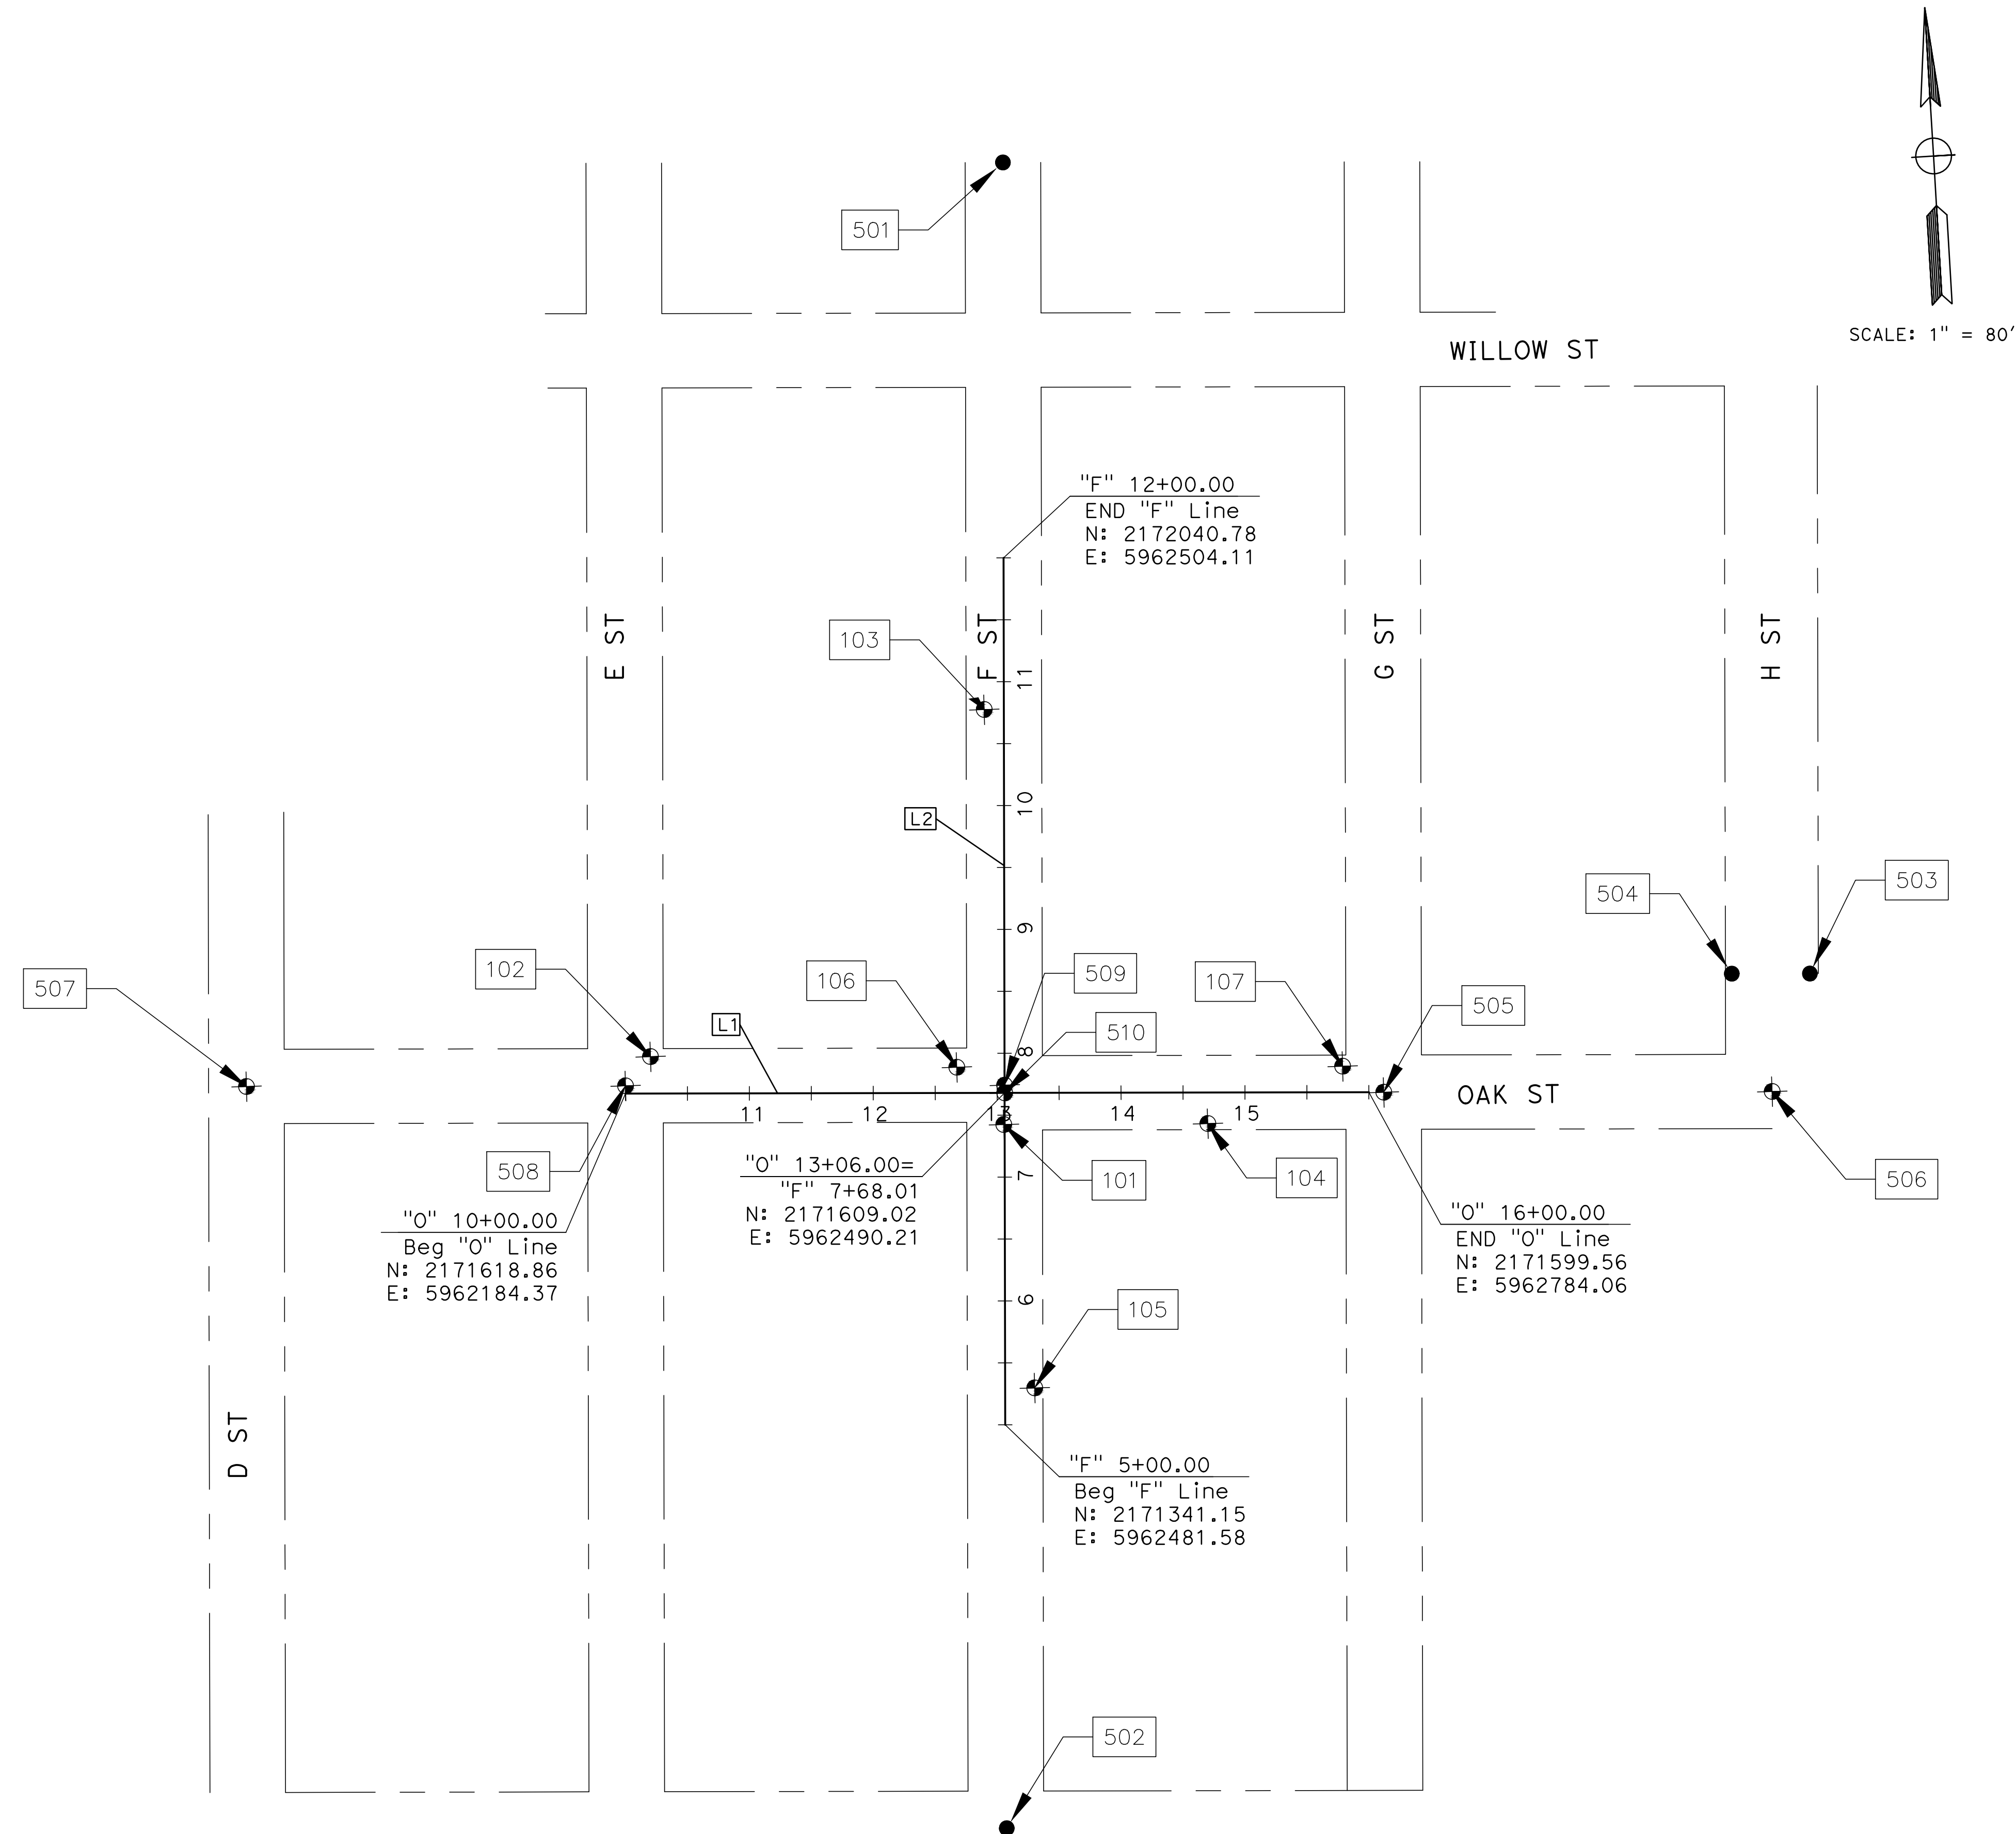 501
WILLOW ST
SCALE: 1" = 80'
"F" 12+00.00
END "F" Line
N: 2172040.78
E: 5962504.11
E ST
F ST
G ST
H ST
103
11
10
L2
9
504
503
507
102
106
509
107
505
L1
510
8
OAK ST
11
12
13
14
15
508
"O" 13+06.00=
"F" 7+68.01
N: 2171609.02
E: 5962490.21
101
7
104
506
"O" 10+00.00
Beg "O" Line
N: 2171618.86
E: 5962184.37
"O" 16+00.00
END "O" Line
N: 2171599.56
E: 5962784.06
6
105
D ST
"F" 5+00.00
Beg "F" Line
N: 2171341.15
E: 5962481.58
502